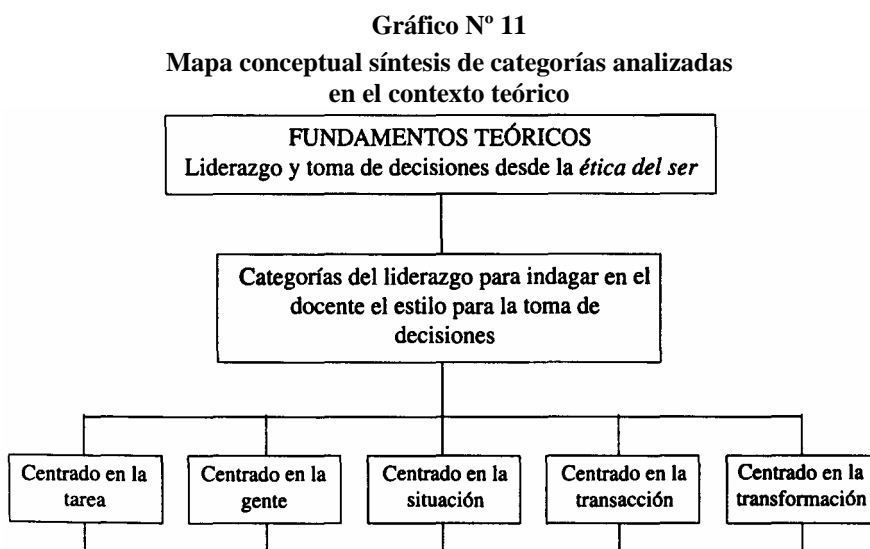 Gráfico Nº 11
Mapa conceptual síntesis de categorías analizadas
en el contexto teórico
FUNDAMENTOS TEÓRICOS
Liderazgo y toma de decisiones desde la ética del ser
Categorías del liderazgo para indagar en el
docente el estilo para la toma de
decisiones
Centrado en la
tarea
Centrado en la
gente
Centrado en la
situación
Centrado en la
transacción
Centrado en la
transformación